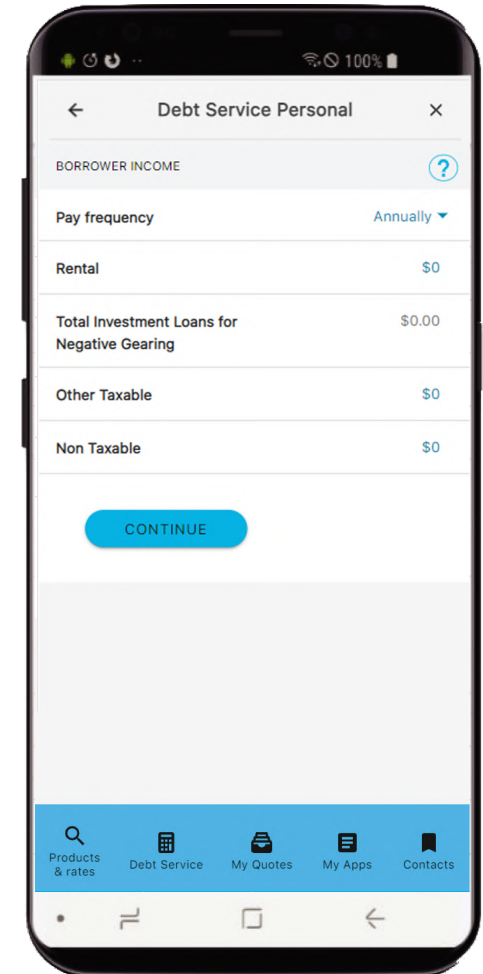 100%
Debt Service Personal
BORROWER INCOME
?
Pay frequency Annually
Rental $0
Total Investment Loans for $0.00
Negative Gearing
Other Taxable $0
Non Taxable $0
CONTINUE
Products
& rates
Debt Service
My Quotes
My Apps
Contacts